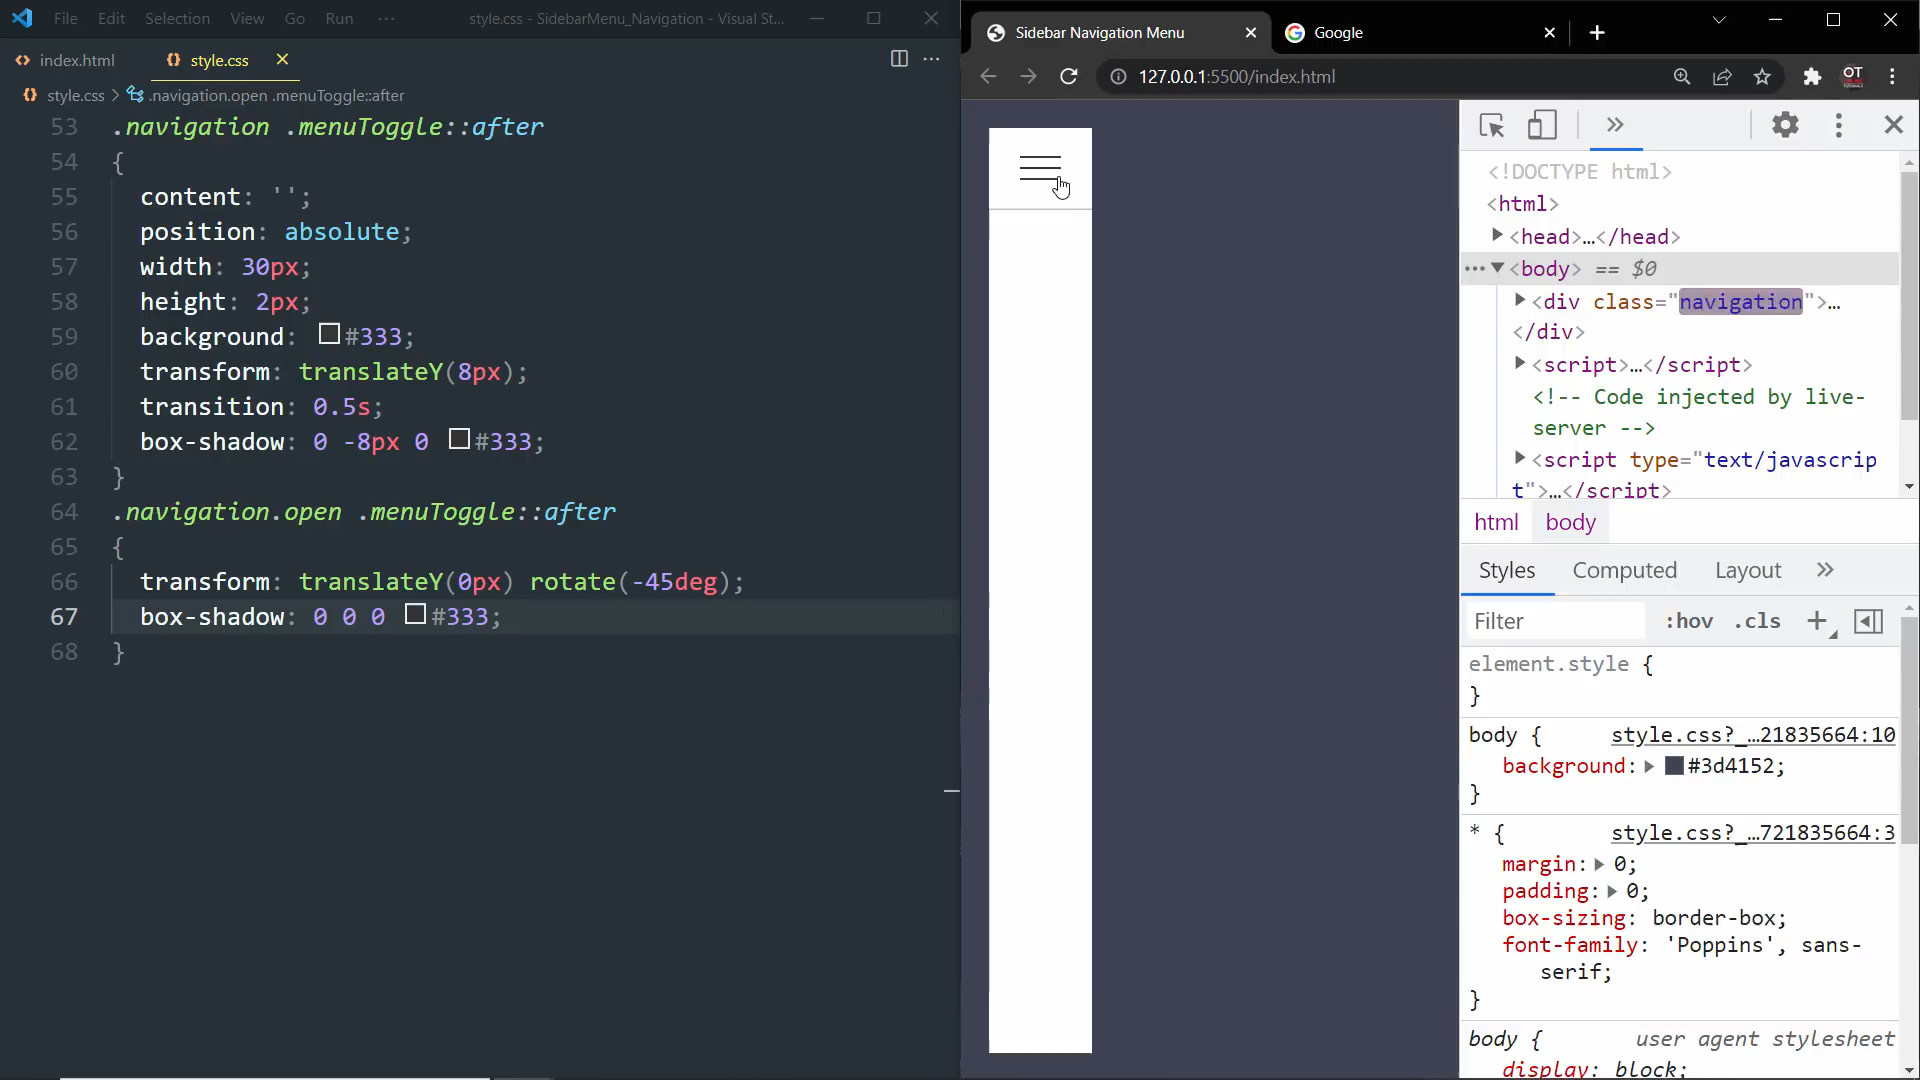 File Edit Selection View Go Run ··· style.css - SidebarMenu_Navigation - Visual St...
index.html style.css
style.css > .navigation.open .menuToggle::after
53 .navigation .menuToggle::after
54 {
55 content: '';
56 position: absolute;
57 width: 30px;
58 height: 2px;
59 background: #333;
60 transform: translateY(8px);
61 transition: 0.5s;
62 box-shadow: 0 -8px 0 #333;
63 }
64 .navigation.open .menuToggle::after
65 {
66 transform: translateY(0px) rotate(-45deg);
67 box-shadow: 0 0 0 #333;
68 }
Sidebar Navigation Menu Google
127.0.0.1:5500/index.html
OT
<!DOCTYPE html>
<html>
<head>…</head>
<body> == $0
<div class="navigation">…
</div>
<script>…</script>
<!-- Code injected by live-
server -->
<script type="text/javascrip
t">…</script>
html body
Styles Computed Layout
Filter :hov .cls
element.style {
}
body { style.css?_…21835664:10
background: #3d4152;
}
* { style.css?_…721835664:3
margin: 0;
padding: 0;
box-sizing: border-box;
font-family: 'Poppins', sans-
serif;
}
body { user agent stylesheet
display: block;